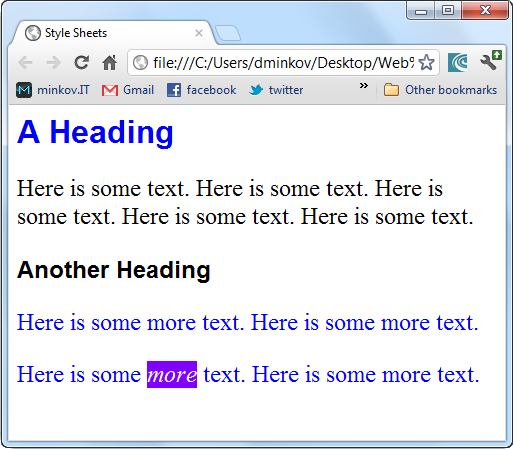 Style Sheets
file:///C:/Users/dminkov/Desktop/Web%
minkov.IT Gmail facebook twitter » Other bookmarks
A Heading
Here is some text. Here is some text. Here is
some text. Here is some text. Here is some text.
Another Heading
Here is some more text. Here is some more text.
Here is some more text. Here is some more text.